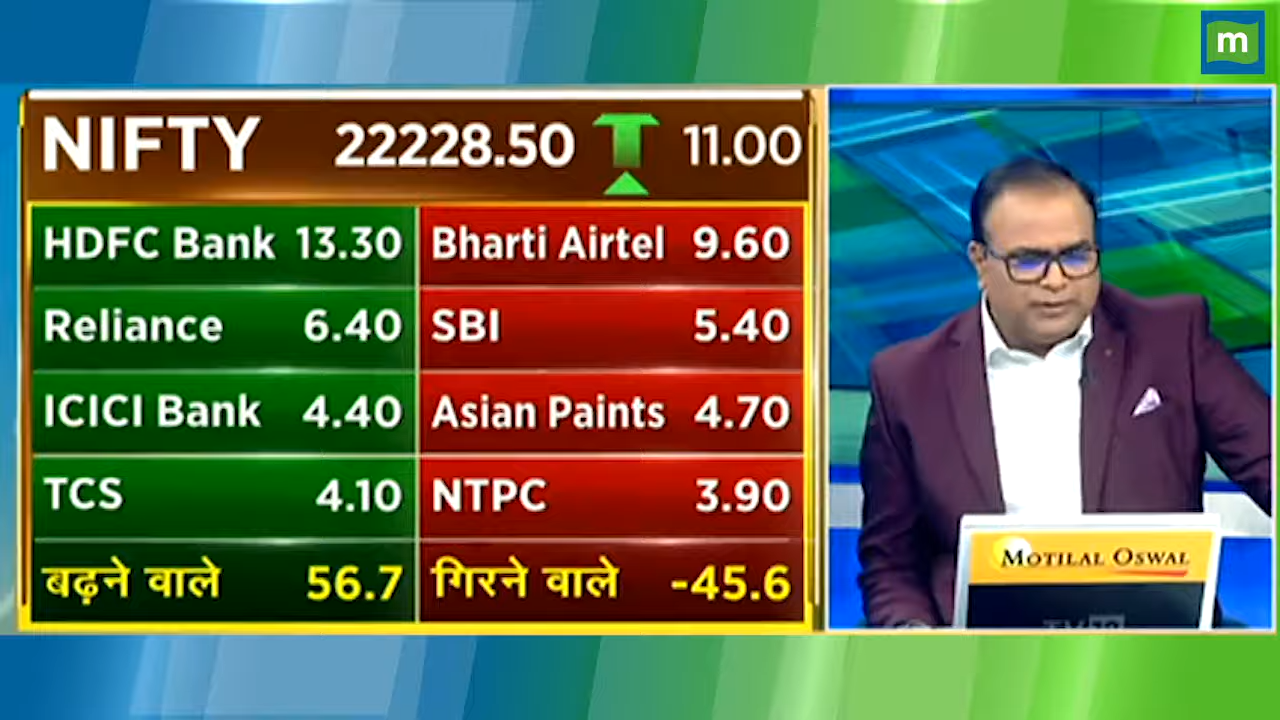 m
NIFTY 22228.50 11.00
HDFC Bank 13.30 Bharti Airtel 9.60
Reliance 6.40 SBI 5.40
ICICI Bank 4.40 Asian Paints 4.70
TCS 4.10 NTPC 3.90
बढ़ने वाले 56.7 गिरने वाले -45.6
MOTILAL OSWAL